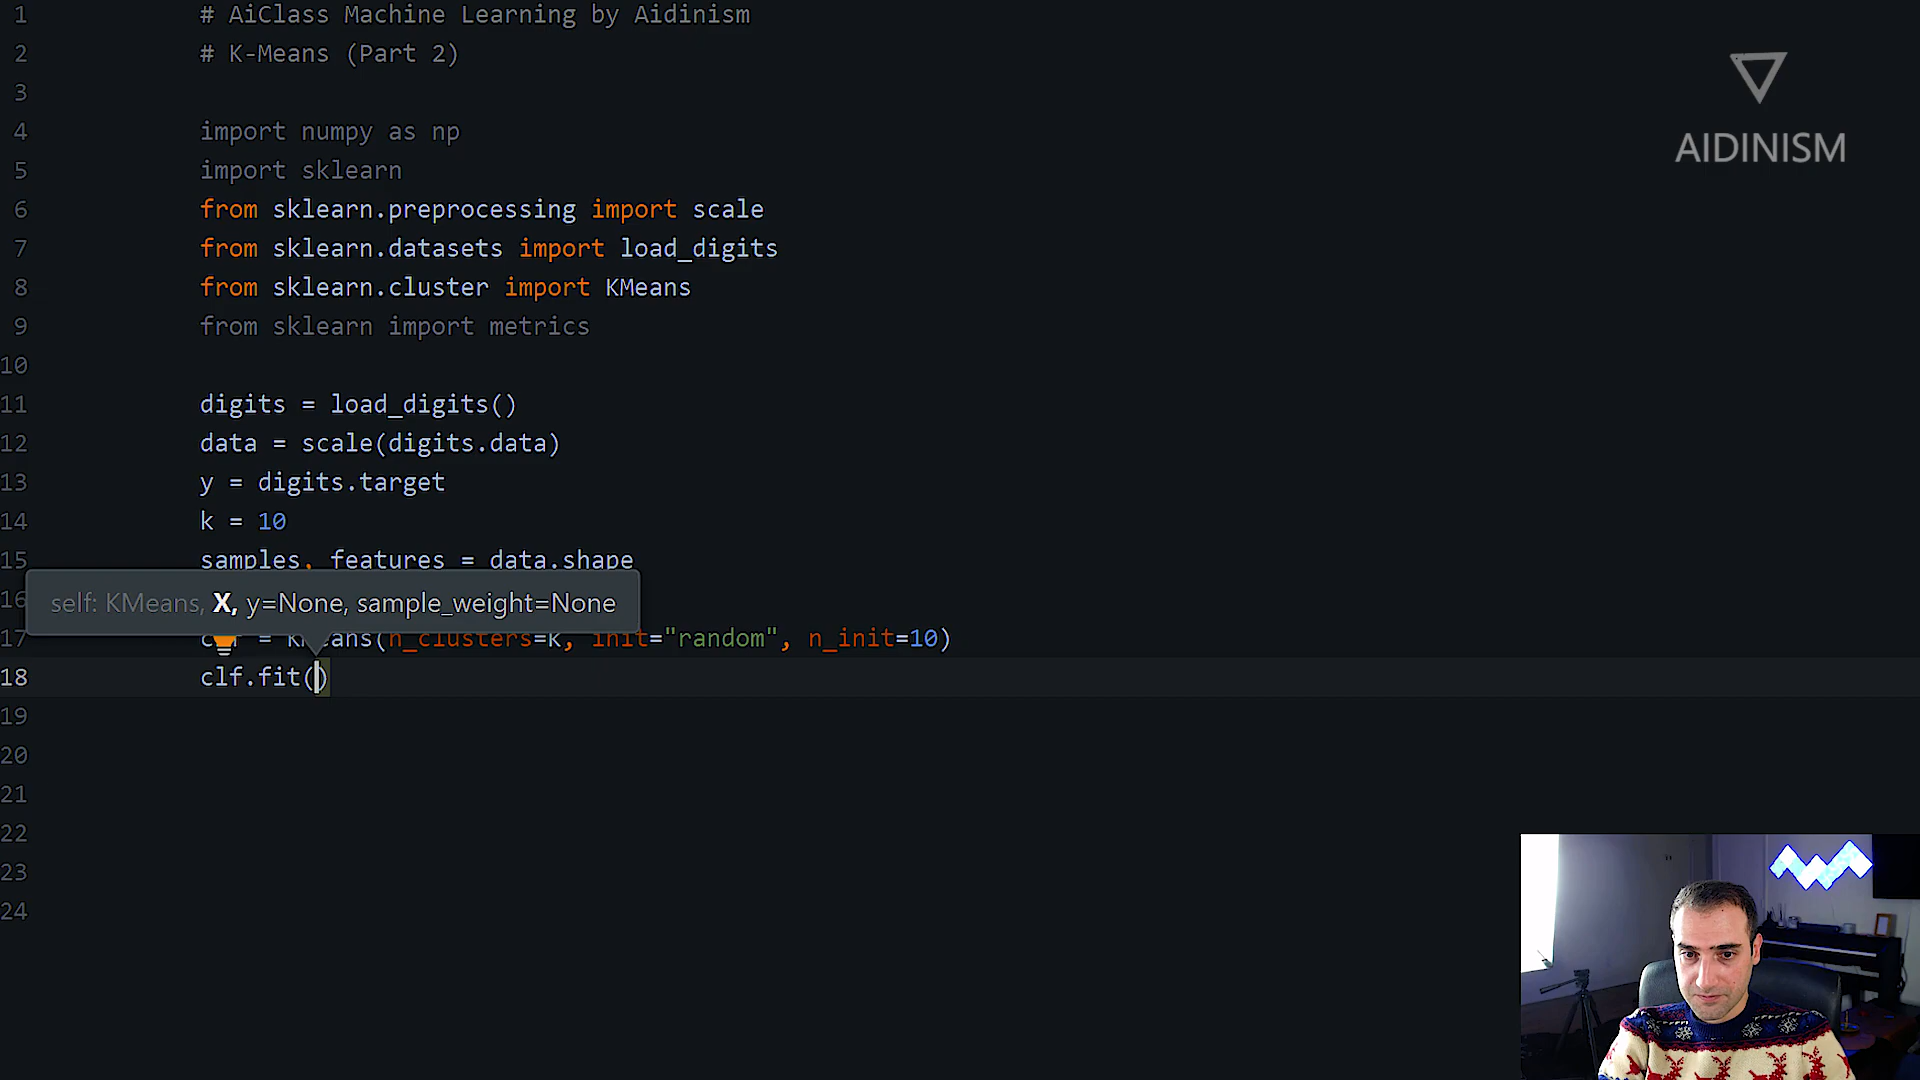 1 # AiClass Machine Learning by Aidinism
2 # K-Means (Part 2)
3
4 import numpy as np
5 import sklearn
6 from sklearn.preprocessing import scale
7 from sklearn.datasets import load_digits
8 from sklearn.cluster import KMeans
9 from sklearn import metrics
10
11 digits = load_digits()
12 data = scale(digits.data)
13 y = digits.target
14 k = 10
15 samples, features = data.shape
16
self: KMeans, X, y=None, sample_weight=None
17 = KMeans(n_clusters=k, init="random", n_init=10)
18 clf.fit()
19
20
21
22
23
24
AIDINISM